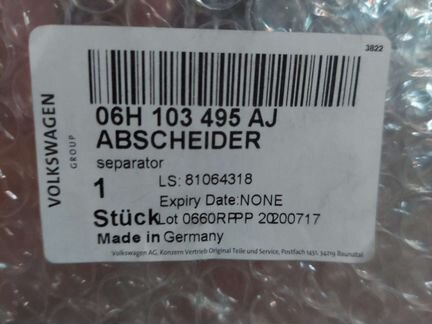 3822
VOLKSWAGEN
GROUP
06H 103 495 AJ
ABSCHEIDER
separator
1
LS: 81064318
Expiry Date:NONE
Stück Lot 0660RPPP 20200717
Made in Germany
Volkswagen AG, Konzern Vertrieb Original Teile und Service, Postfach 1451. 34219 Baunatal